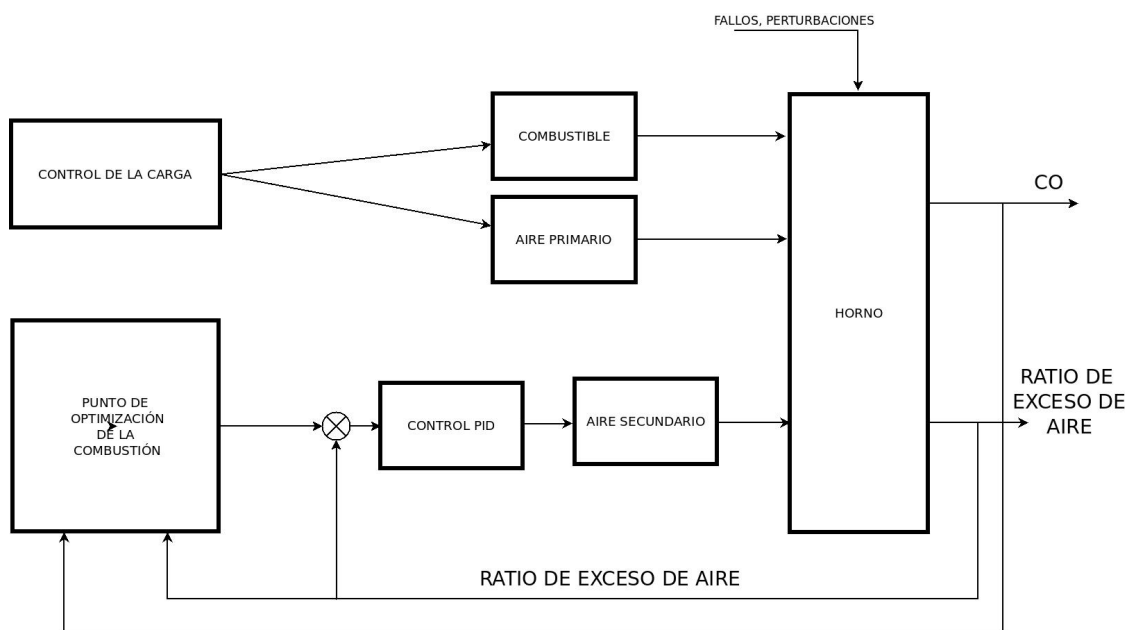 FALLOS, PERTURBACIONES
COMBUSTIBLE
CONTROL DE LA CARGA
AIRE PRIMARIO
CO
HORNO
RATIO DE
EXCESO DE
AIRE
PUNTO DE
OPTIMIZACIÓN
DE LA
COMBUSTIÓN
CONTROL PID
AIRE SECUNDARIO
RATIO DE EXCESO DE AIRE